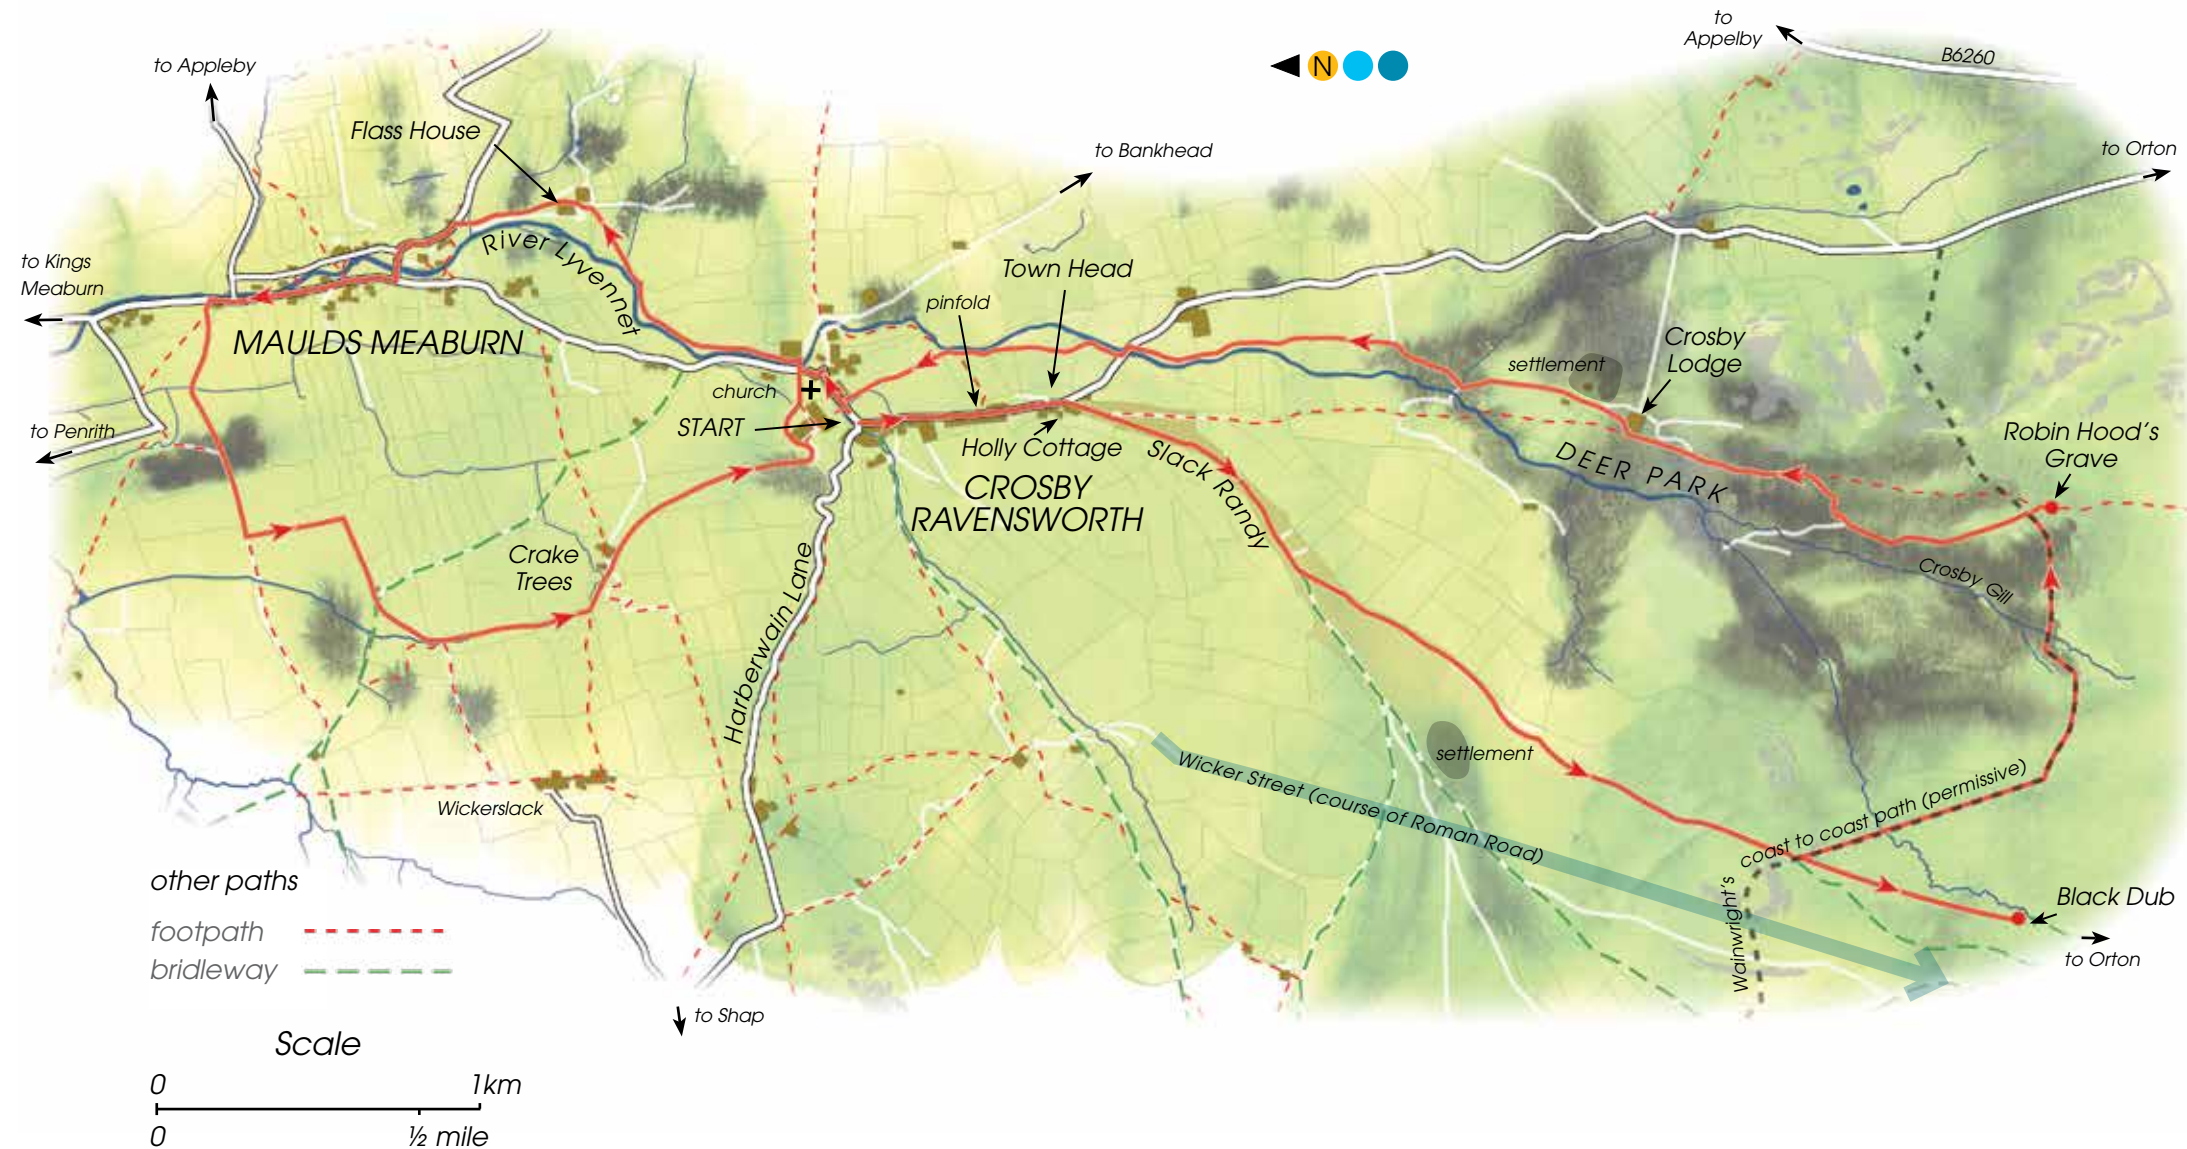 to
Appelby
B6260
to Appleby
N
Flass House
to Bankhead
to Orton
River Lyvennet
to Kings
Meaburn
Town Head
pinfold
MAULDS MEABURN
Crosby
Lodge
settlement
church
START
to Penrith
Holly Cottage
Slack Randy
DEER PARK
Robin Hood's
Grave
CROSBY
RAVENSWORTH
Crake
Trees
Harberwain Lane
Crosby Gill
settlement
Wicker Street (course of Roman Road)
Wickerslack
Wainwright's
coast to coast path (permissive)
Black Dub
to Orton
other paths
footpath
bridleway
to Shap
Scale
0
1km
0
½ mile